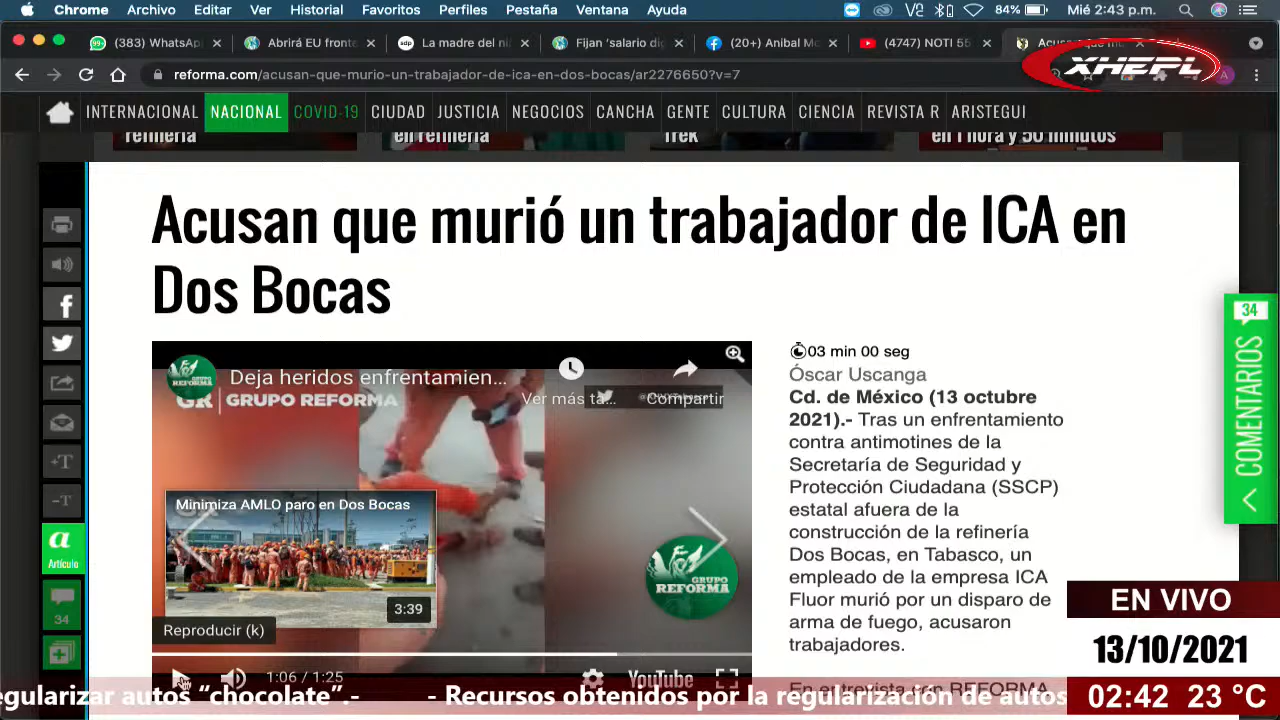 Chrome Archivo Editar Ver Historial Favoritos Perfiles Pestaña Ventana Ayuda 84% Mié 2:43 p.m.
(383) WhatsAp Abrirá EU fronte La madre del ni Fijan 'salario di (20+) Aníbal M (4747) NOTI 55 Acusan que mu
reforma.com/acusan-que-murio-un-trabajador-de-ica-en-dos-bocas/ar2276650?v=7
XHEPL
INTERNACIONAL NACIONAL COVID-19 CIUDAD JUSTICIA NEGOCIOS CANCHA GENTE CULTURA CIENCIA REVISTA R ARISTEGUI
refinería en refinería Trek en 1 hora y 50 minutos
Acusan que murió un trabajador de ICA en
Dos Bocas
Deja heridos enfrentamien...
Ver más ta... Compartir
REFORMA
GR GRUPO REFORMA
Minimiza AMLO paro en Dos Bocas
3:39
GRUPO
REFORMA
Reproducir (k)
1:06 / 1:25
YouTube
03 min 00 seg
Óscar Uscanga
Cd. de México (13 octubre
2021).- Tras un enfrentamiento
contra antimotines de la
Secretaría de Seguridad y
Protección Ciudadana (SSCP)
estatal afuera de la
construcción de la refinería
Dos Bocas, en Tabasco, un
empleado de la empresa ICA
Fluor murió por un disparo de
arma de fuego, acusaron
trabajadores.
En entrevista con REFORMA,
+T
-T
a
Artículo
34
34
COMENTARIOS
EN VIVO
13/10/2021
02:42 23 °C
egularizar autos “chocolate”.- - Recursos obtenidos por la regularización de autos